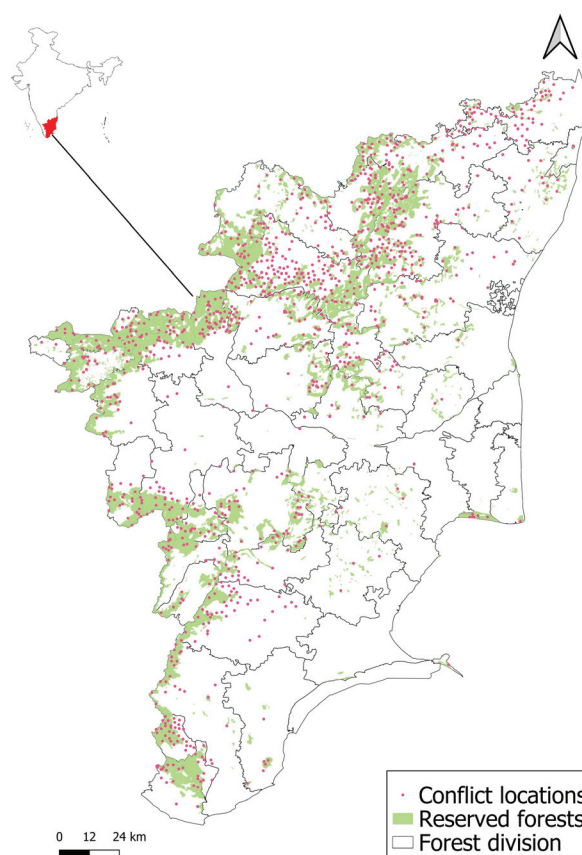 Conflict locations
Reserved forests
Forest division
0 12 24 km